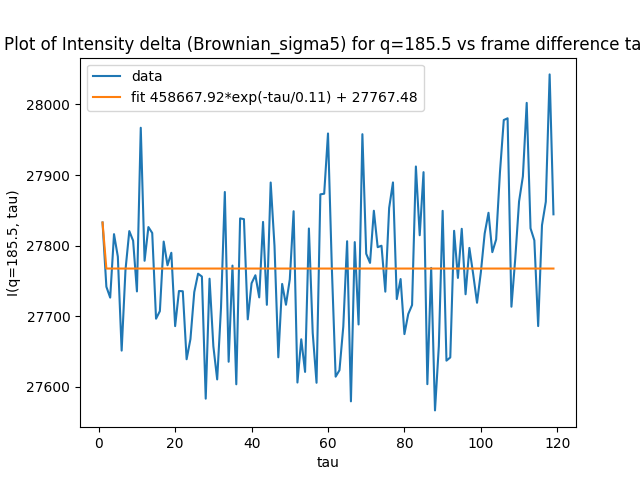 Plot of Intensity delta (Brownian_sigma5) for q=185.5 vs frame difference ta
data
fit 458667.92*exp(-tau/0.11) + 27767.48
28000
27900
27800
27700
27600
I(q=185.5, tau)
0 20 40 60 80 100 120
tau